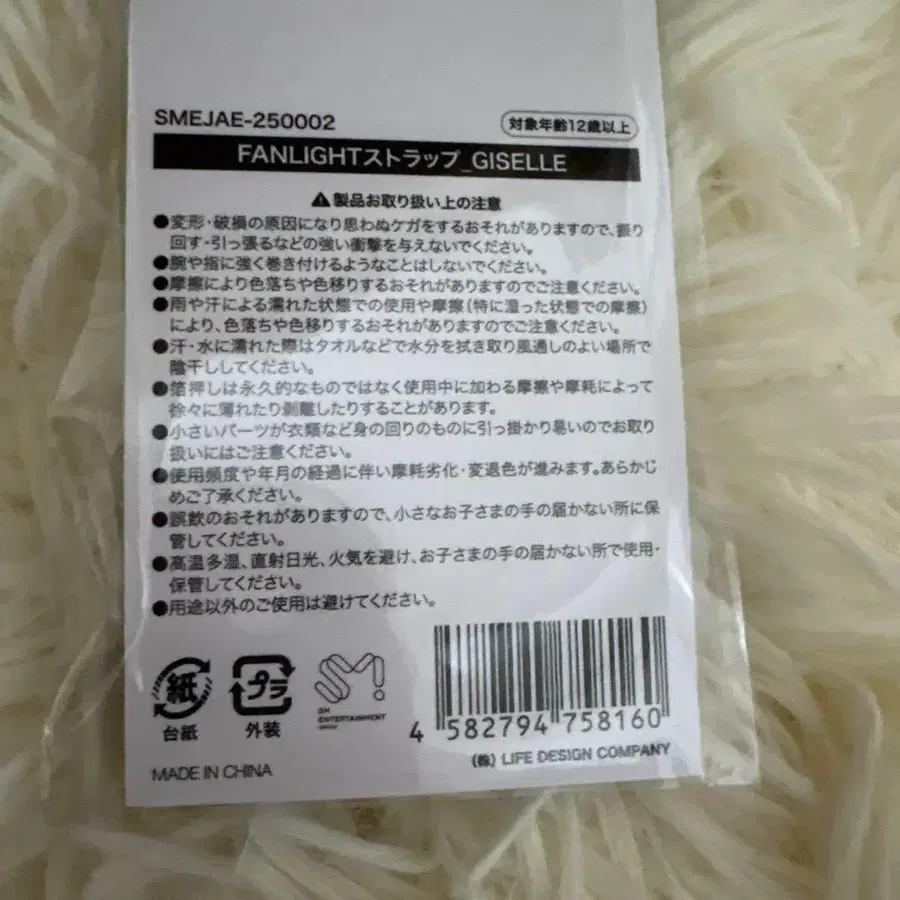 SMEJAE-250002
対象年齢12歳以上
FANLIGHTストラップ_GISELLE
製品お取り扱い上の注意
●変形・破損の原因になり思わぬケガをするおそれがありますので、振り
回す・引っ張るなどの強い衝撃を与えないでください。
●腕や指に強く巻き付けるようなことはしないでください。
●摩擦により色落ちや色移りするおそれがありますのでご注意ください。
●雨や汗による濡れた状態での使用や摩擦(特に湿った状態での摩擦)
により、色落ちや色移りするおそれがありますのでご注意ください。
●汗・水に濡れた際はタオルなどで水分を拭き取り風通しのよい場所で
陰干ししてください。
●箔押しは永久的なものではなく使用中に加わる摩擦や摩耗によって
徐々に薄れたり剥離したりすることがあります。
●小さいパーツが衣類など身の回りのものに引っ掛かり易いのでお取り
扱いにはご注意ください。
●使用頻度や年月の経過に伴い摩耗劣化・変退色が進みます。あらかじ
めご了承ください。
●誤飲のおそれがありますので、小さなお子さまの手の届かない所に保
管してください。
●高温多湿、直射日光、火気を避け、お子さまの手の届かない所で使用・
保管してください。
●用途以外のご使用は避けてください。
紙
台紙
プラ
外装
SM!
SM
ENTERTAINMENT
GROUP
4 582794 758160
(株) LIFE DESIGN COMPANY
MADE IN CHINA